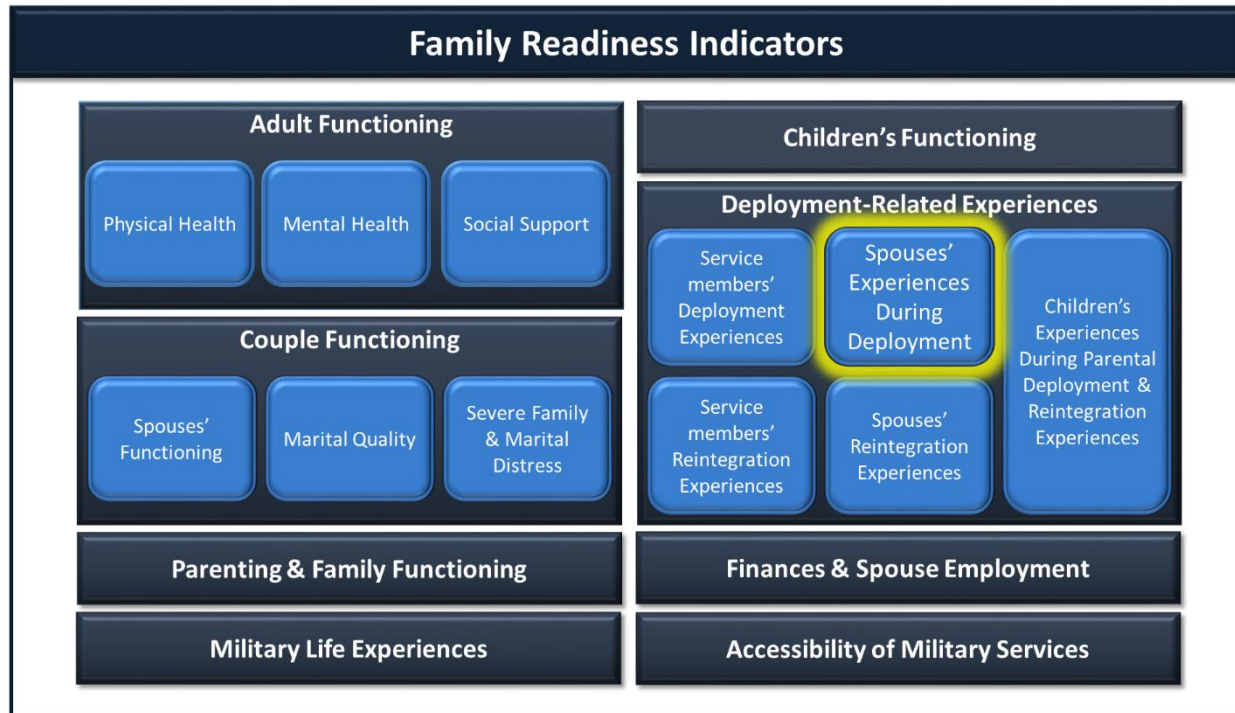 Family Readiness Indicators
Adult Functioning
Physical Health
Mental Health
Social Support
Couple Functioning
Spouses’
Functioning
Marital Quality
Severe Family
& Marital
Distress
Parenting & Family Functioning
Military Life Experiences
Children’s Functioning
Deployment-Related Experiences
Service
members’
Deployment
Experiences
Spouses’
Experiences
During
Deployment
Children’s
Experiences
During Parental
Deployment &
Reintegration
Experiences
Service
members’
Reintegration
Experiences
Spouses’
Reintegration
Experiences
Finances & Spouse Employment
Accessibility of Military Services